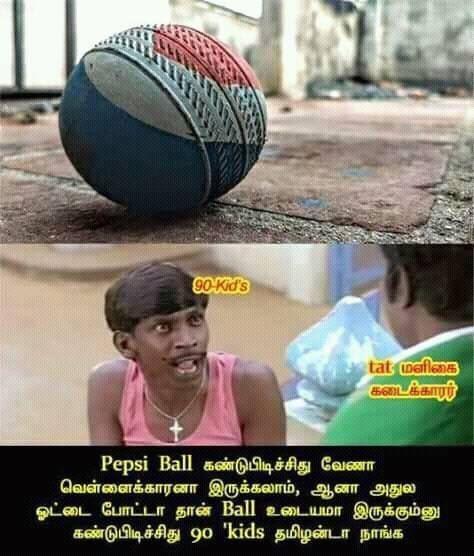 90-Kid's
tat மளிகை
கடைக்காரர்
Pepsi Ball கண்டுபிடிச்சிது வேணா
வெள்ளைக்காரனா இருக்கலாம், ஆனா அதுல
ஓட்டை போட்டா தான் Ball உடையமா இருக்கும்னு
கண்டுபிடிச்சிது 90 'kids தமிழன்டா நாங்க